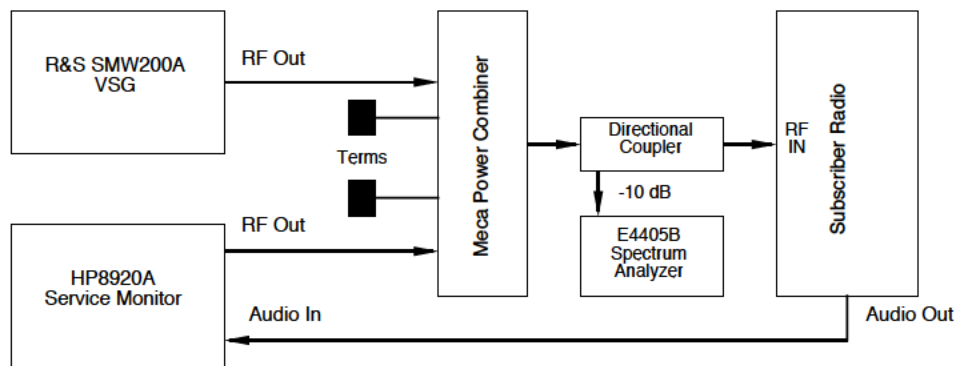 R&S SMW200A
VSG
RF Out
Terms
RF Out
HP8920A
Service Monitor
Audio In
Meca Power Combiner
Directional
Coupler
-10 dB
E4405B
Spectrum
Analyzer
RF
IN
Subscriber Radio
Audio Out